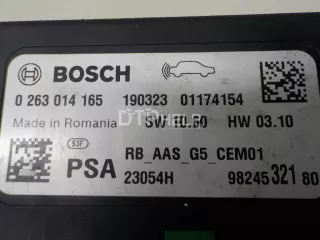 BOSCH
0 263 014 165 190323 01174154
Made in Romania SW 10.60 HW 03.10
53F RB_AAS_G5_CEM01
PSA 23054H 98245 321 80